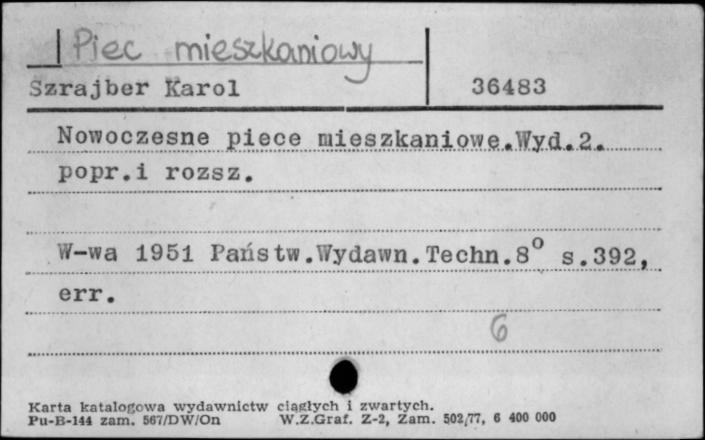 Piec mieszkaniowy
Szrajber Karol 36483
Nowoczesne piece mieszkaniowe.Wyd.2.
popr.i rozsz.
W-wa 1951 Państw.Wydawn.Techn.8° s.392,
err.
6
Karta katalogowa wydawnictw ciągłych i zwartych.
Pu-B-144 zam. 567/DW/On W.Z.Graf. Z-2, Zam. 502/77, 6 400 000